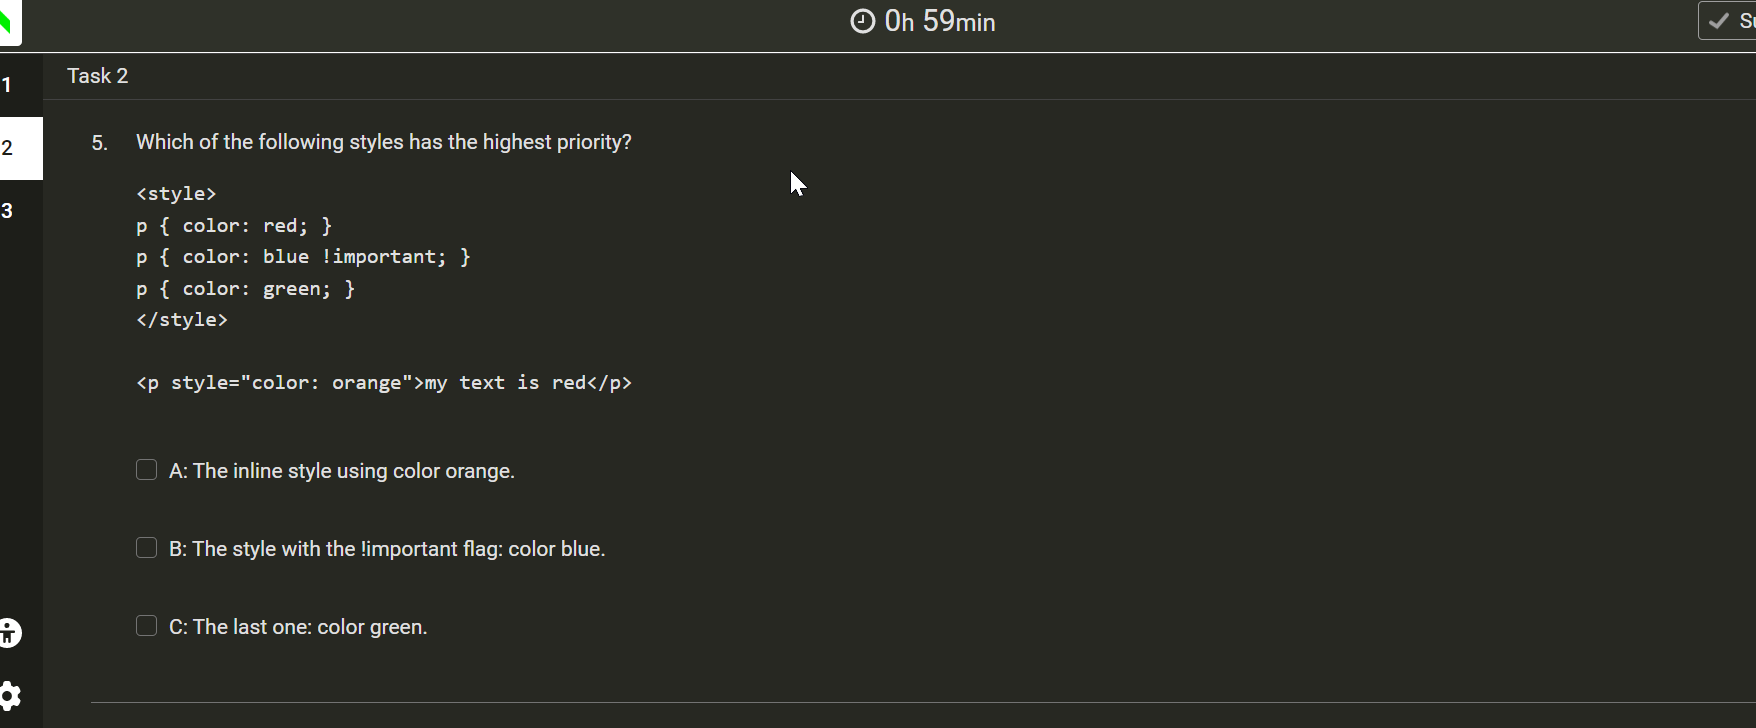 0h 59min
Su
1
Task 2
2
3
5. Which of the following styles has the highest priority?
<style>
p { color: red; }
p { color: blue !important; }
p { color: green; }
</style>
<p style="color: orange">my text is red</p>
A: The inline style using color orange.
B: The style with the !important flag: color blue.
C: The last one: color green.